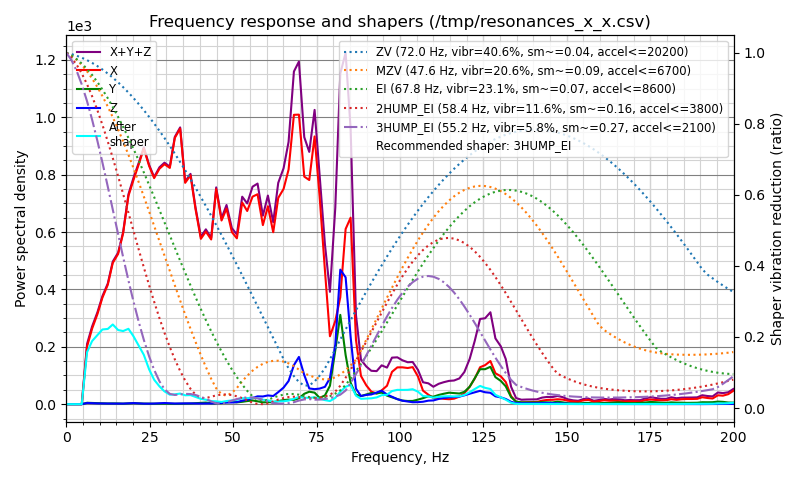 Frequency response and shapers (/tmp/resonances_x_x.csv)
1e3
X+Y+Z
X
Y
Z
After
shaper
ZV (72.0 Hz, vibr=40.6%, sm~=0.04, accel<=20200)
MZV (47.6 Hz, vibr=20.6%, sm~=0.09, accel<=6700)
EI (67.8 Hz, vibr=23.1%, sm~=0.07, accel<=8600)
2HUMP_EI (58.4 Hz, vibr=11.6%, sm~=0.16, accel<=3800)
3HUMP_EI (55.2 Hz, vibr=5.8%, sm~=0.27, accel<=2100)
Recommended shaper: 3HUMP_EI
Power spectral density
1.2
1.0
0.8
0.6
0.4
0.2
0.0
Shaper vibration reduction (ratio)
1.0
0.8
0.6
0.4
0.2
0.0
0 25 50 75 100 125 150 175 200
Frequency, Hz